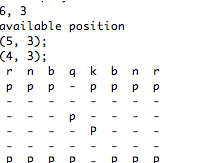 6, 3
available position
(5, 3);
(4, 3);
r n b q k b n r
p p p - p p p p
- - - - - - - -
- - - p - - - -
- - - - P - - - 
- - - - - - - -
p p p p - p p p